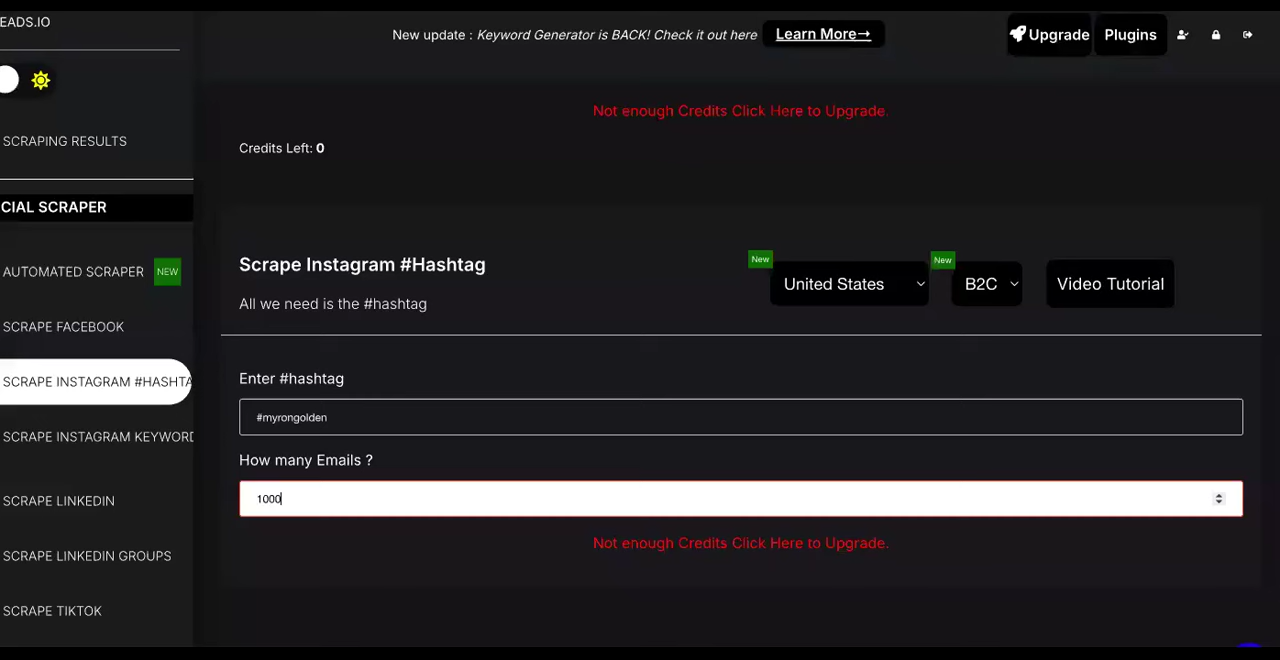 EADS.IO
New update : Keyword Generator is BACK! Check it out here Learn More→
Upgrade
Plugins
Not enough Credits Click Here to Upgrade.
Credits Left: 0
SCRAPING RESULTS
CIAL SCRAPER
AUTOMATED SCRAPER NEW
SCRAPE FACEBOOK
SCRAPE INSTAGRAM #HASHTA
SCRAPE INSTAGRAM KEYWORD
SCRAPE LINKEDIN
SCRAPE LINKEDIN GROUPS
SCRAPE TIKTOK
Scrape Instagram #Hashtag
All we need is the #hashtag
New
United States
New
B2C
Video Tutorial
Enter #hashtag
#myrongolden
How many Emails ?
1000
Not enough Credits Click Here to Upgrade.